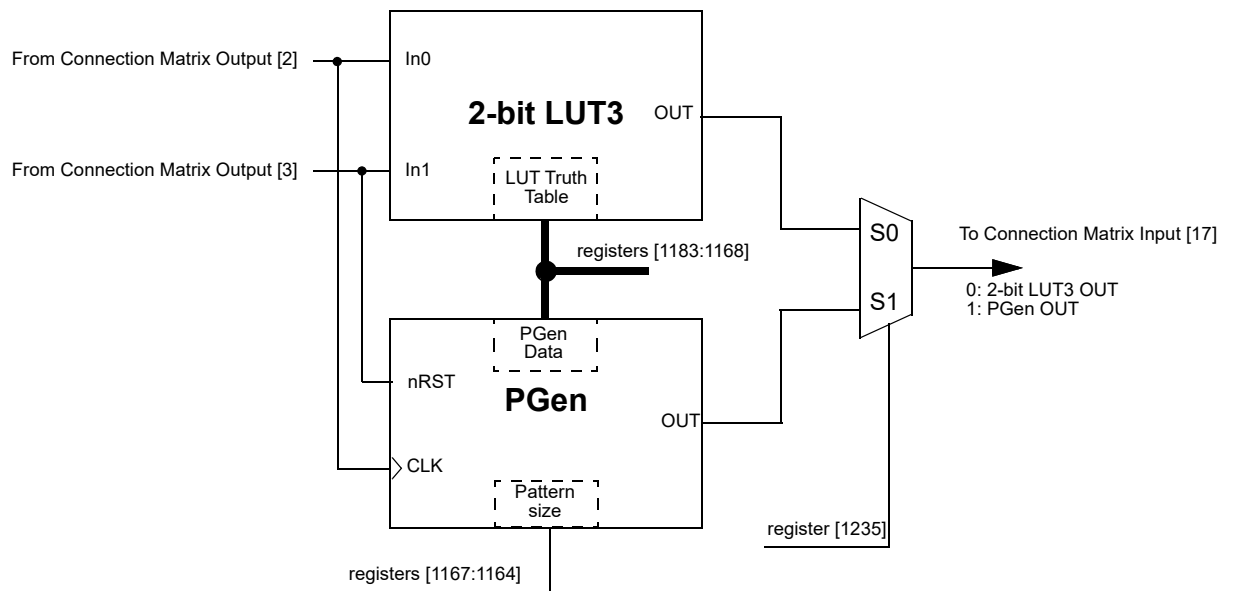 From Connection Matrix Output [2]
In0
2-bit LUT3
OUT
From Connection Matrix Output [3]
In1
LUT Truth
Table
registers [1183:1168]
S0
To Connection Matrix Input [17]
S1
0: 2-bit LUT3 OUT
1: PGen OUT
PGen
Data
nRST
PGen
OUT
CLK
Pattern
size
register [1235]
registers [1167:1164]